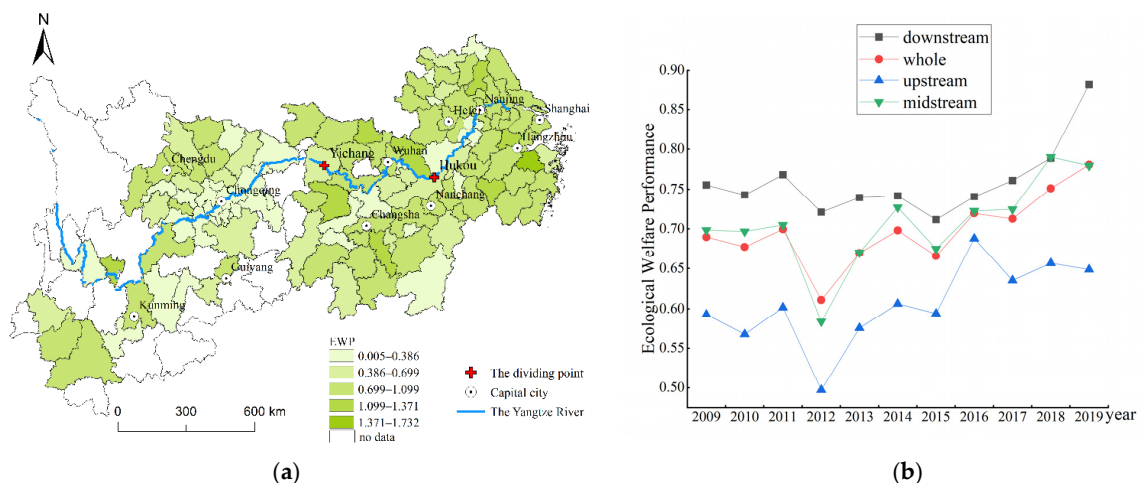 N
Nanjing
Hefei
Shanghai
Hangzhou
Chengdu
Yichang
Wuhan
Hukou
Chongqing
Nanchang
Changsha
Guiyang
Kunming
EWP
0.005–0.386
0.386–0.699
0.699–1.099
1.099–1.371
1.371–1.732
no data
The dividing point
Capital city
The Yangtze River
0 300 600 km
(a)
downstream
whole
upstream
midstream
Ecological Welfare Performance
0.90
0.85
0.80
0.75
0.70
0.65
0.60
0.55
0.50
2009 2010 2011 2012 2013 2014 2015 2016 2017 2018 2019 year
(b)